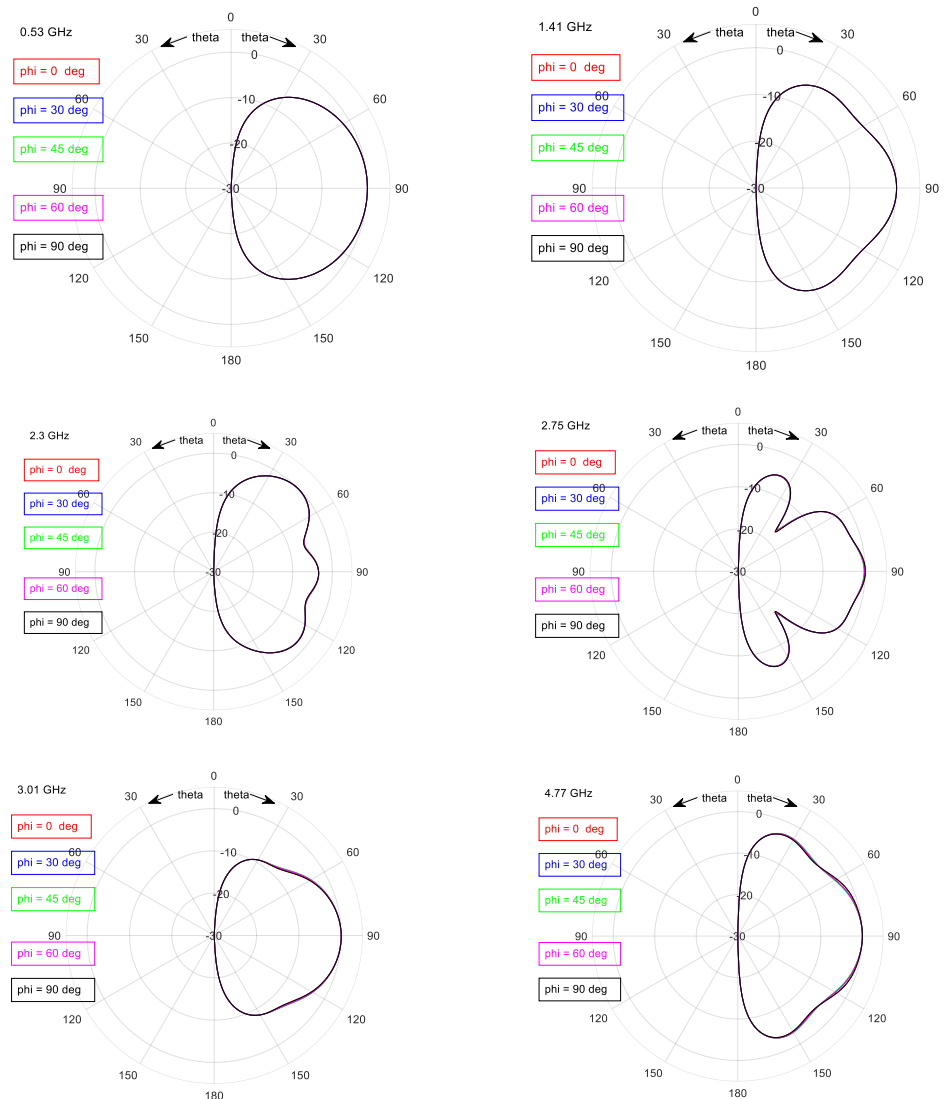 0.53 GHz
0
30
theta
theta
30
0
phi = 0  deg
60
60
-10
phi = 30 deg
phi = 45 deg
-20
90
-30
90
phi = 60 deg
phi = 90 deg
120
120
150
150
180
1.41 GHz
0
30
theta
theta
30
0
phi = 0  deg
60
60
-10
phi = 30 deg
phi = 45 deg
-20
90
-30
90
phi = 60 deg
phi = 90 deg
120
120
150
150
180
2.3 GHz
0
30
theta
theta
30
0
phi = 0  deg
60
60
-10
phi = 30 deg
phi = 45 deg
-20
90
-30
90
phi = 60 deg
phi = 90 deg
120
120
150
150
180
2.75 GHz
0
30
theta
theta
30
0
phi = 0  deg
60
60
-10
phi = 30 deg
phi = 45 deg
-20
90
-30
90
phi = 60 deg
phi = 90 deg
120
120
150
150
180
3.01 GHz
0
30
theta
theta
30
0
phi = 0  deg
60
60
-10
phi = 30 deg
phi = 45 deg
-20
90
-30
90
phi = 60 deg
phi = 90 deg
120
120
150
150
180
4.77 GHz
0
30
theta
theta
30
0
phi = 0  deg
60
60
-10
phi = 30 deg
phi = 45 deg
-20
90
-30
90
phi = 60 deg
phi = 90 deg
120
120
150
150
180